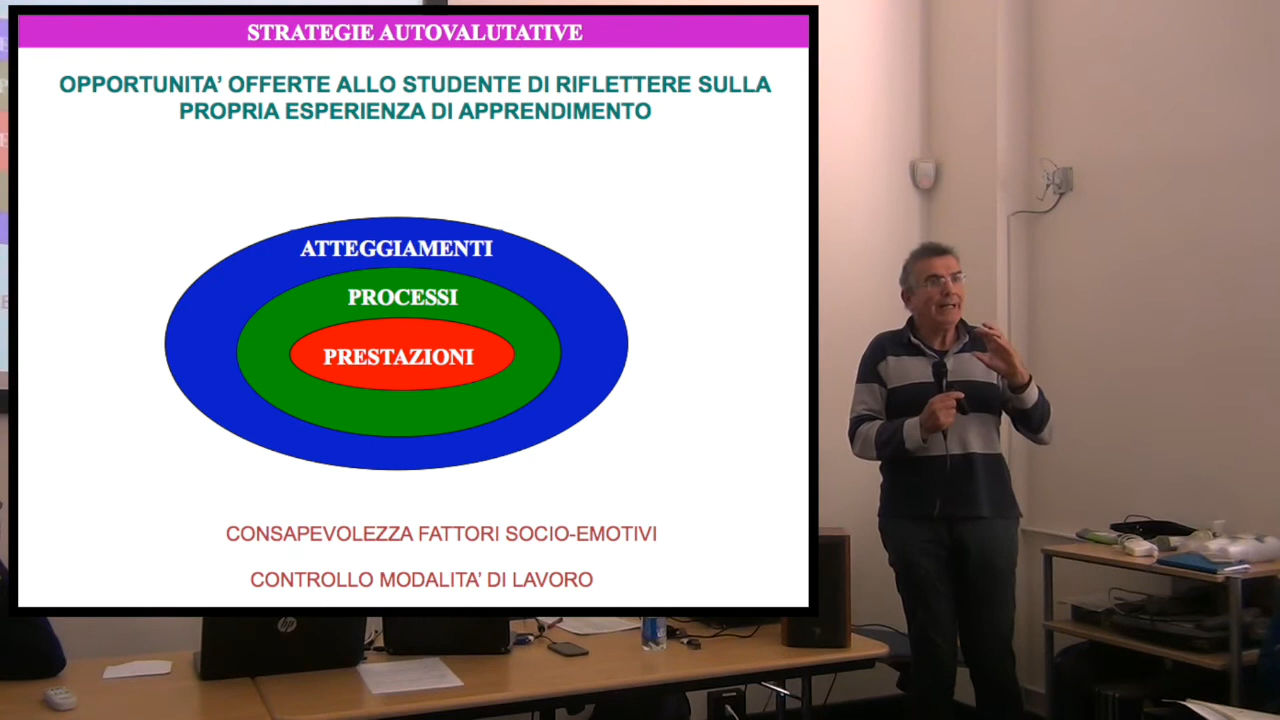 STRATEGIE AUTOVALUTATIVE
OPPORTUNITA’ OFFERTE ALLO STUDENTE DI RIFLETTERE SULLA
PROPRIA ESPERIENZA DI APPRENDIMENTO
ATTEGGIAMENTI
PROCESSI
PRESTAZIONI
CONSAPEVOLEZZA FATTORI SOCIO-EMOTIVI
CONTROLLO MODALITA’ DI LAVORO
hp